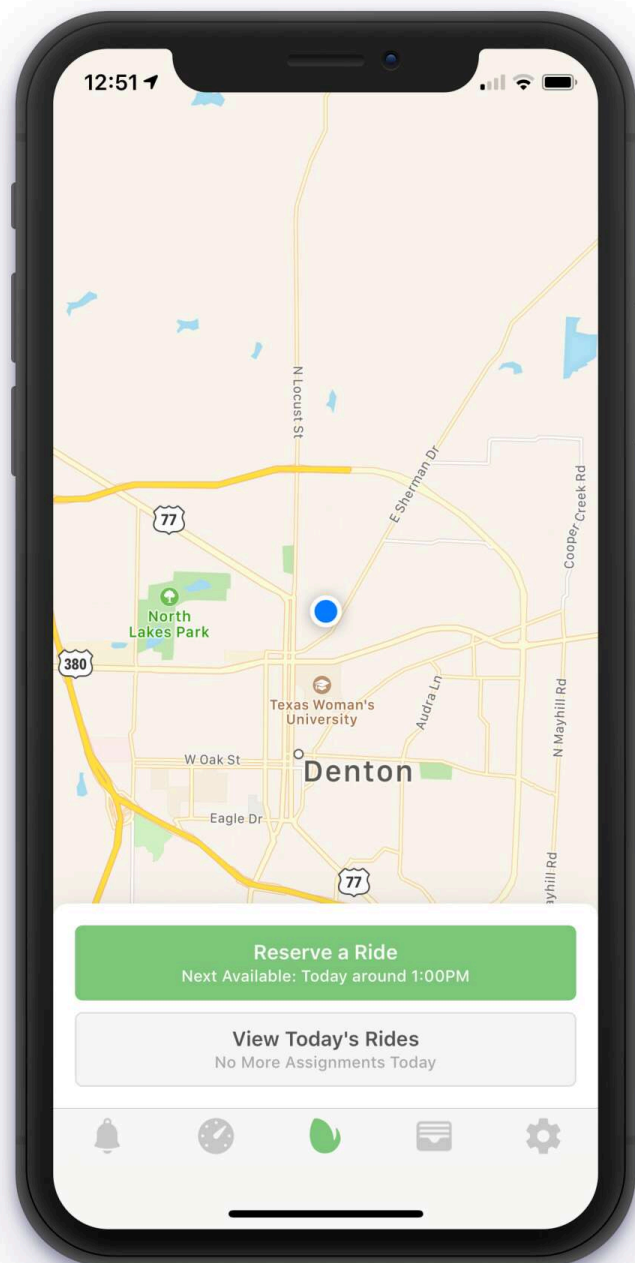 12:51
N Locust St
E Sherman Dr
Cooper Creek Rd
77
North
Lakes Park
380
Texas Woman's
University
Audra Ln
N Mayhill Rd
W Oak St
Denton
Eagle Dr
77
ayhill Rd
Reserve a Ride
Next Available: Today around 1:00PM
View Today's Rides
No More Assignments Today